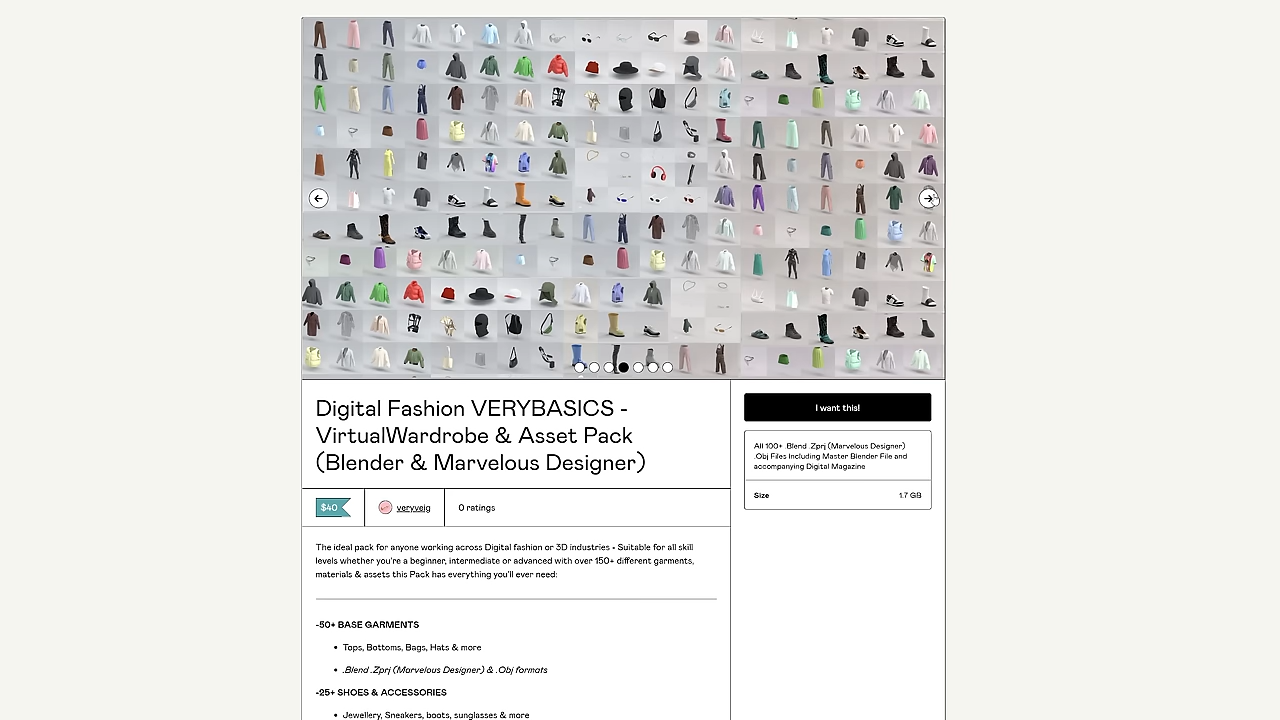 Digital Fashion VERYBASICS -
VirtualWardrobe & Asset Pack
(Blender & Marvelous Designer)
$40
veryveig
0 ratings
The ideal pack for anyone working across Digital fashion or 3D industries • Suitable for all skill
levels whether you're a beginner, intermediate or advanced with over 150+ different garments,
materials & assets this Pack has everything you'll ever need:
-50+ BASE GARMENTS
• Tops, Bottoms, Bags, Hats & more
• .Blend .Zprj (Marvelous Designer) & .Obj formats
-25+ SHOES & ACCESSORIES
• Jewellery, Sneakers, boots, sunglasses & more
I want this!
All 100+ .Blend .Zprj (Marvelous Designer)
.Obj Files Including Master Blender File and
accompanying Digital Magazine
Size 1.7 GB